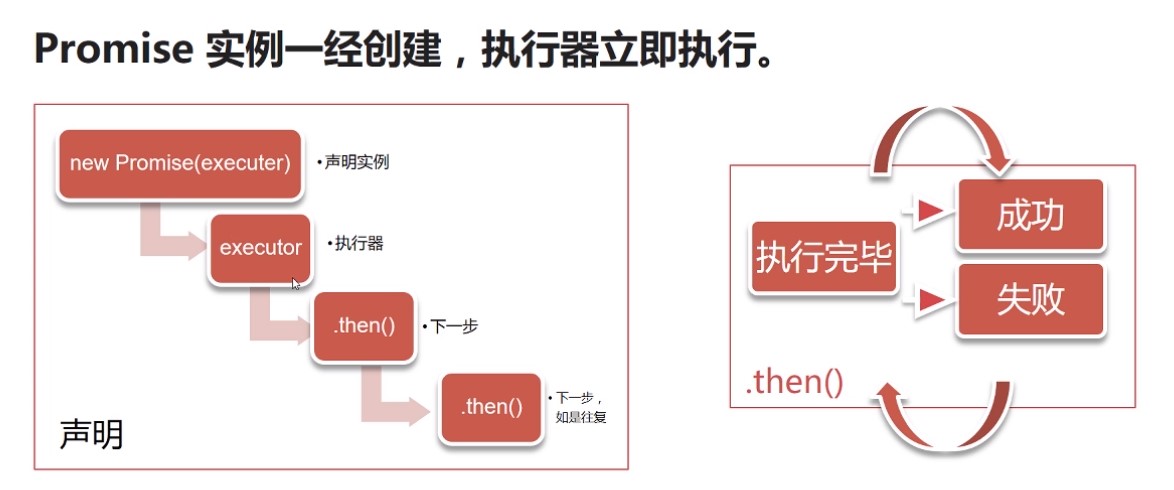 Promise 实例一经创建，执行器立即执行。
new Promise(executer)
•声明实例
executor
•执行器
.then()
•下一步
.then()
•下一步，
如是往复
声明
执行完毕
成功
失败
.then()